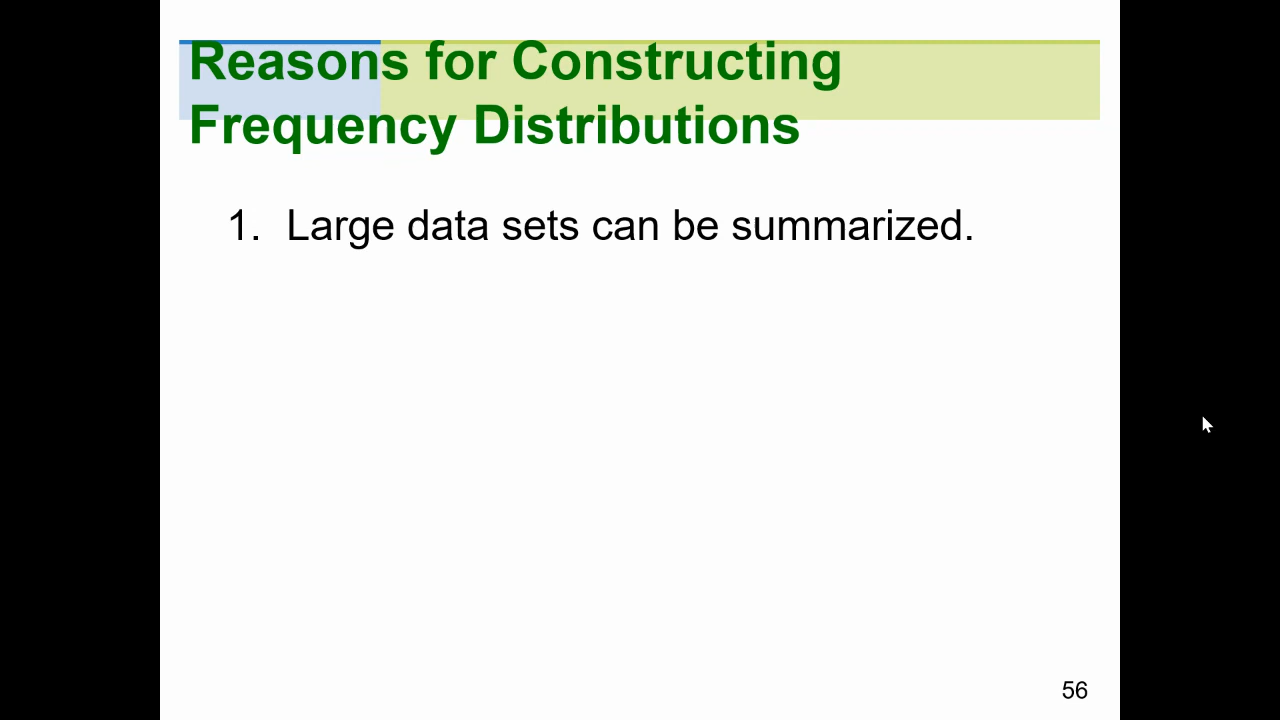 Reasons for Constructing
Frequency Distributions
1. Large data sets can be summarized.
56